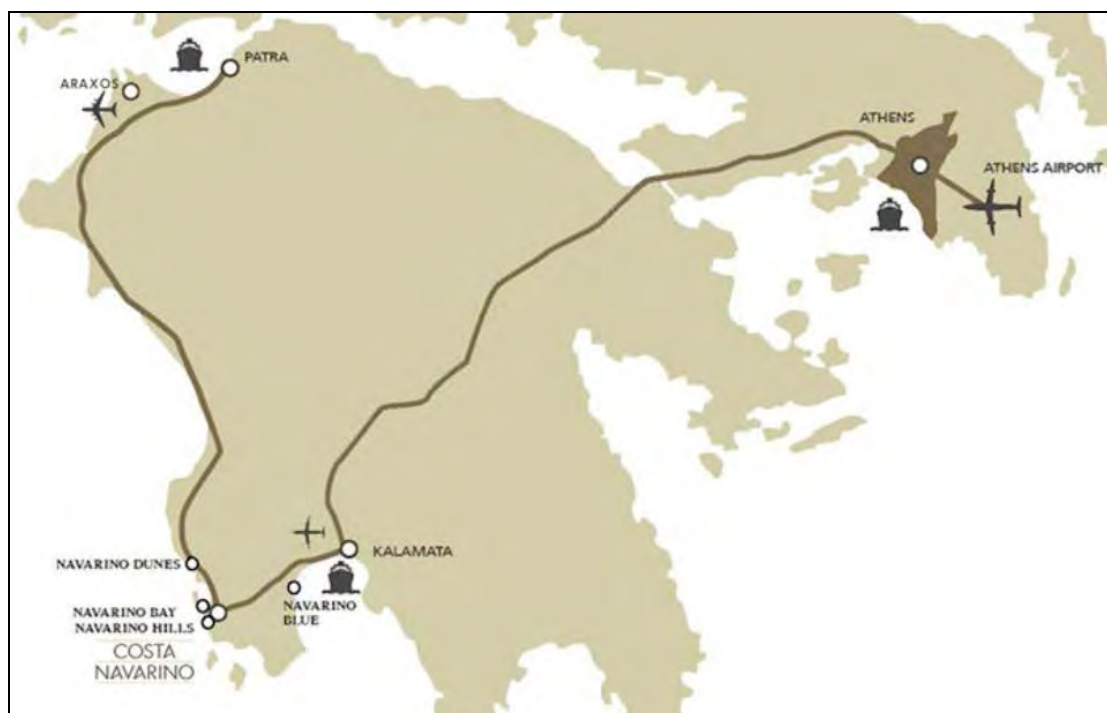 PATRA
ARAXOS
ATHENS
ATHENS AIRPORT
NAVARINO DUNES
KALAMATA
NAVARINO
BLUE
NAVARINO BAY
NAVARINO HILLS
COSTA
NAVARINO